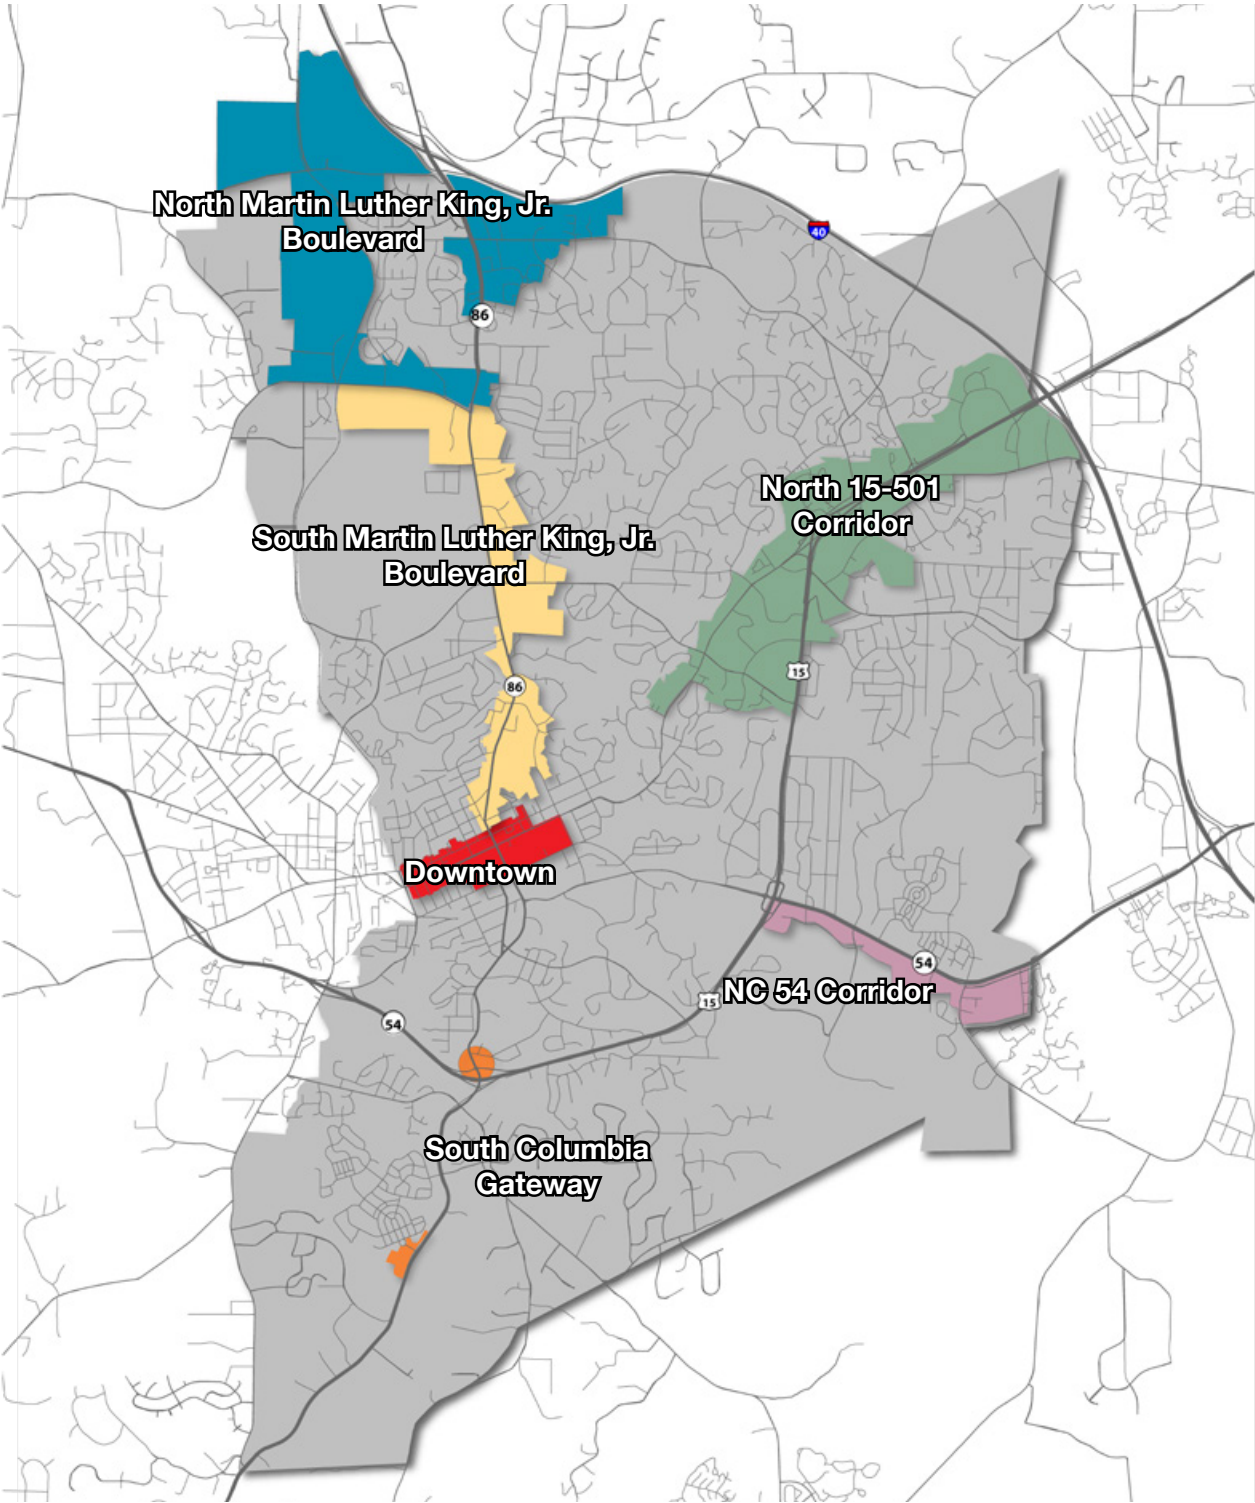 North Martin Luther King, Jr.
Boulevard
40
86
North 15-501
Corridor
South Martin Luther King, Jr.
Boulevard
15
86
Downtown
54
NC 54 Corridor
15
54
South Columbia
Gateway